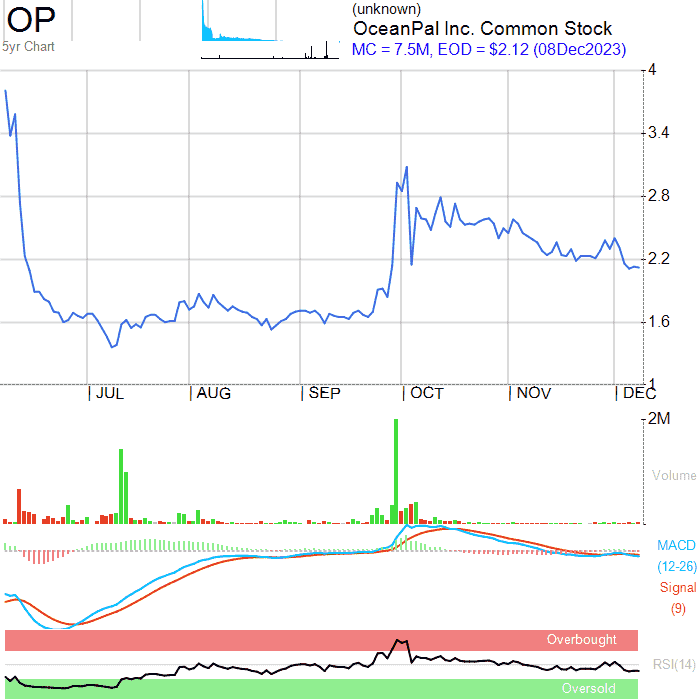 OP
5yr Chart
(unknown)
OceanPal Inc. Common Stock
MC = 7.5M, EOD = $2.12 (08Dec2023)
4
3.4
2.8
2.2
1.6
1
JUL AUG SEP OCT NOV DEC
2M
Volume
MACD
(12-26)
Signal
(9)
Overbought
RSI(14)
Oversold